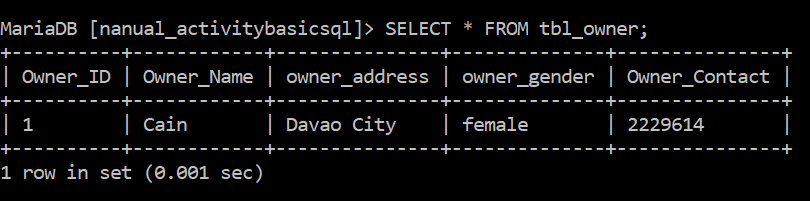 MariaDB [nanual_activitybasicsql]> SELECT * FROM tbl_owner;
+----------+------------+---------------+--------------+---------------+
| Owner_ID | Owner_Name | owner_address | owner_gender | Owner_Contact |
+----------+------------+---------------+--------------+---------------+
| 1        | Cain       | Davao City    | female       | 2229614       |
+----------+------------+---------------+--------------+---------------+
1 row in set (0.001 sec)